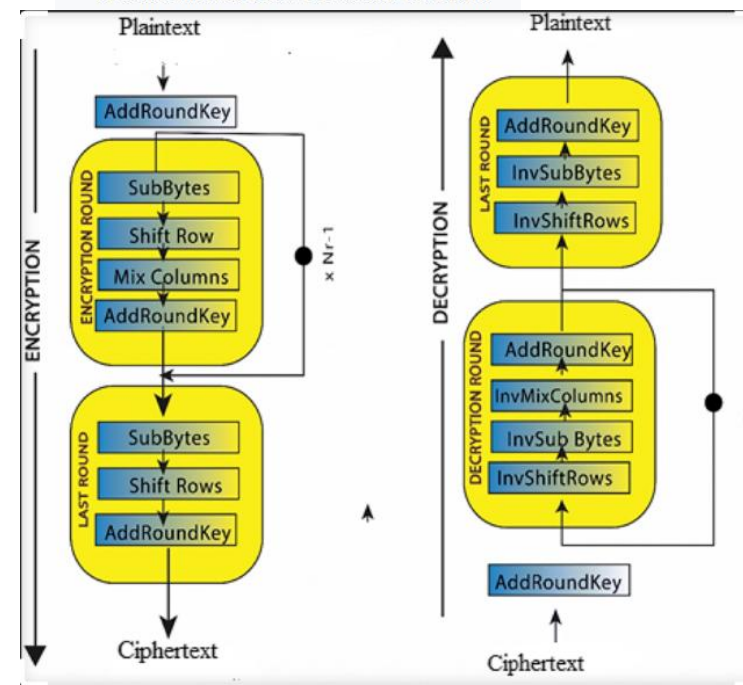 Plaintext
AddRoundKey
ENCRYPTION
ENCRYPTION ROUND
SubBytes
Shift Row
Mix Columns
AddRoundKey
x Nr-1
LAST ROUND
SubBytes
Shift Rows
AddRoundKey
Ciphertext
Plaintext
DECRYPTION
LAST ROUND
AddRoundKey
InvSubBytes
InvShiftRows
DECRYPTION ROUND
AddRoundKey
InvMixColumns
InvSub Bytes
InvShiftRows
AddRoundKey
Ciphertext